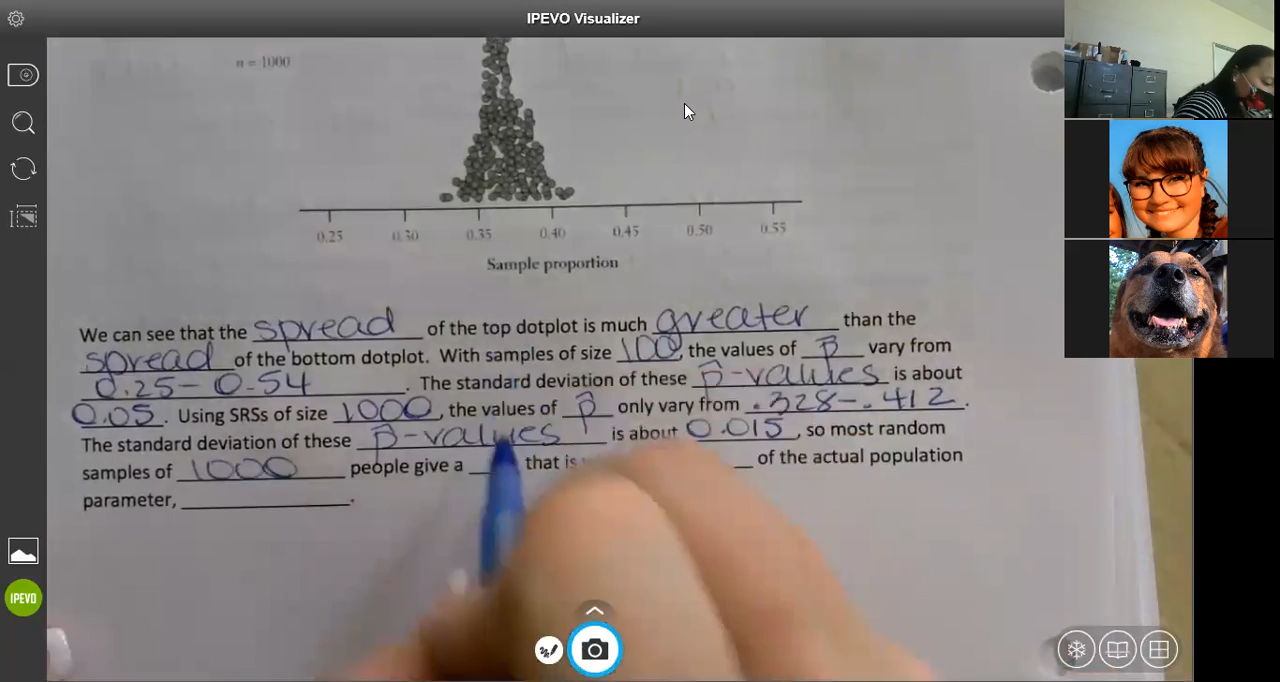 IPEVO Visualizer
n = 1000
0.25 0.30 0.35 0.40 0.45 0.50 0.55
Sample proportion
We can see that the spread of the top dotplot is much greater than the
spread of the bottom dotplot. With samples of size 100, the values of p̂ vary from
0.25-0.54. The standard deviation of these p̂-values is about
0.05. Using SRSs of size 1000, the values of p̂ only vary from .328-.412.
The standard deviation of these p̂-values is about 0.015, so most random
samples of 1000 people give a ___ that is ___ of the actual population
parameter, ___.
IPEVO